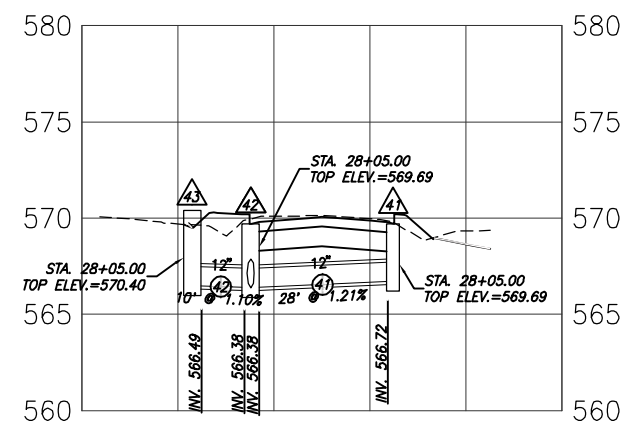 580
580
575
575
STA. 28+05.00
TOP ELEV.=569.69
43
42
41
570
570
12"
12"
STA. 28+05.00
TOP ELEV.=570.40
STA. 28+05.00
TOP ELEV.=569.69
42
41
10' @ 1.10%
28' @ 1.21%
565
565
INV. 566.49
INV. 566.38
INV. 566.38
INV. 566.72
560
560